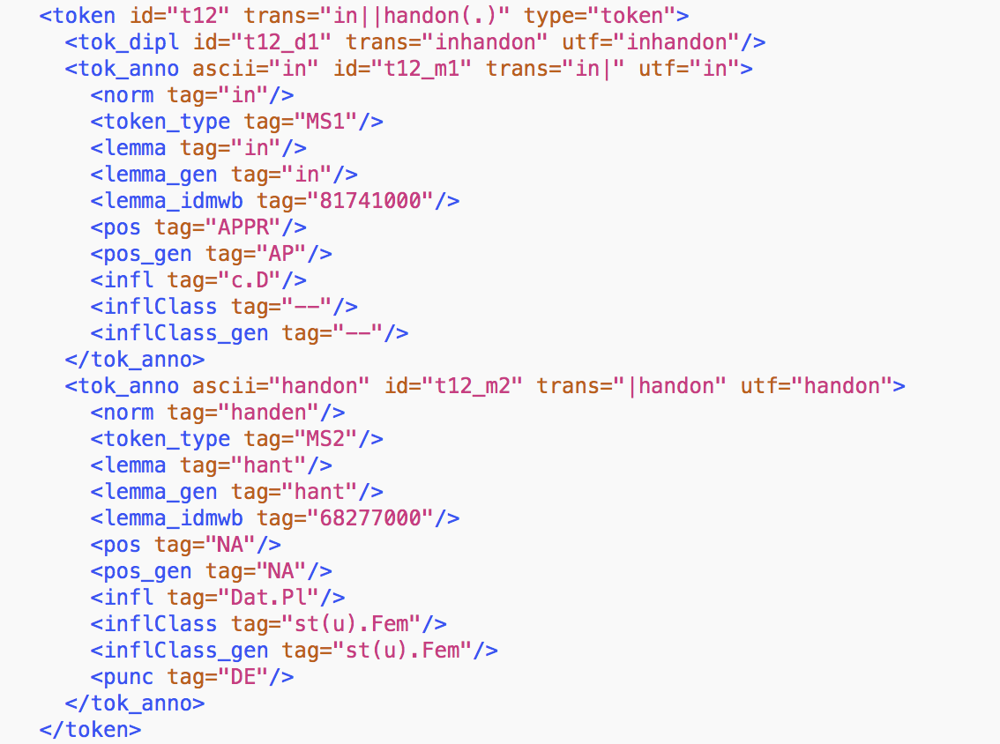 <token id="t12" trans="in||handon(.)" type="token">
<tok_dipl id="t12_d1" trans="inhandon" utf="inhandon"/>
<tok_anno ascii="in" id="t12_m1" trans="in|" utf="in">
<norm tag="in"/>
<token_type tag="MS1"/>
<lemma tag="in"/>
<lemma_gen tag="in"/>
<lemma_idmwb tag="81741000"/>
<pos tag="APPR"/>
<pos_gen tag="AP"/>
<infl tag="c.D"/>
<inflClass tag="--"/>
<inflClass_gen tag="--"/>
</tok_anno>
<tok_anno ascii="handon" id="t12_m2" trans="|handon" utf="handon">
<norm tag="handen"/>
<token_type tag="MS2"/>
<lemma tag="hant"/>
<lemma_gen tag="hant"/>
<lemma_idmwb tag="68277000"/>
<pos tag="NA"/>
<pos_gen tag="NA"/>
<infl tag="Dat.Pl"/>
<inflClass tag="st(u).Fem"/>
<inflClass_gen tag="st(u).Fem"/>
<punc tag="DE"/>
</tok_anno>
</token>